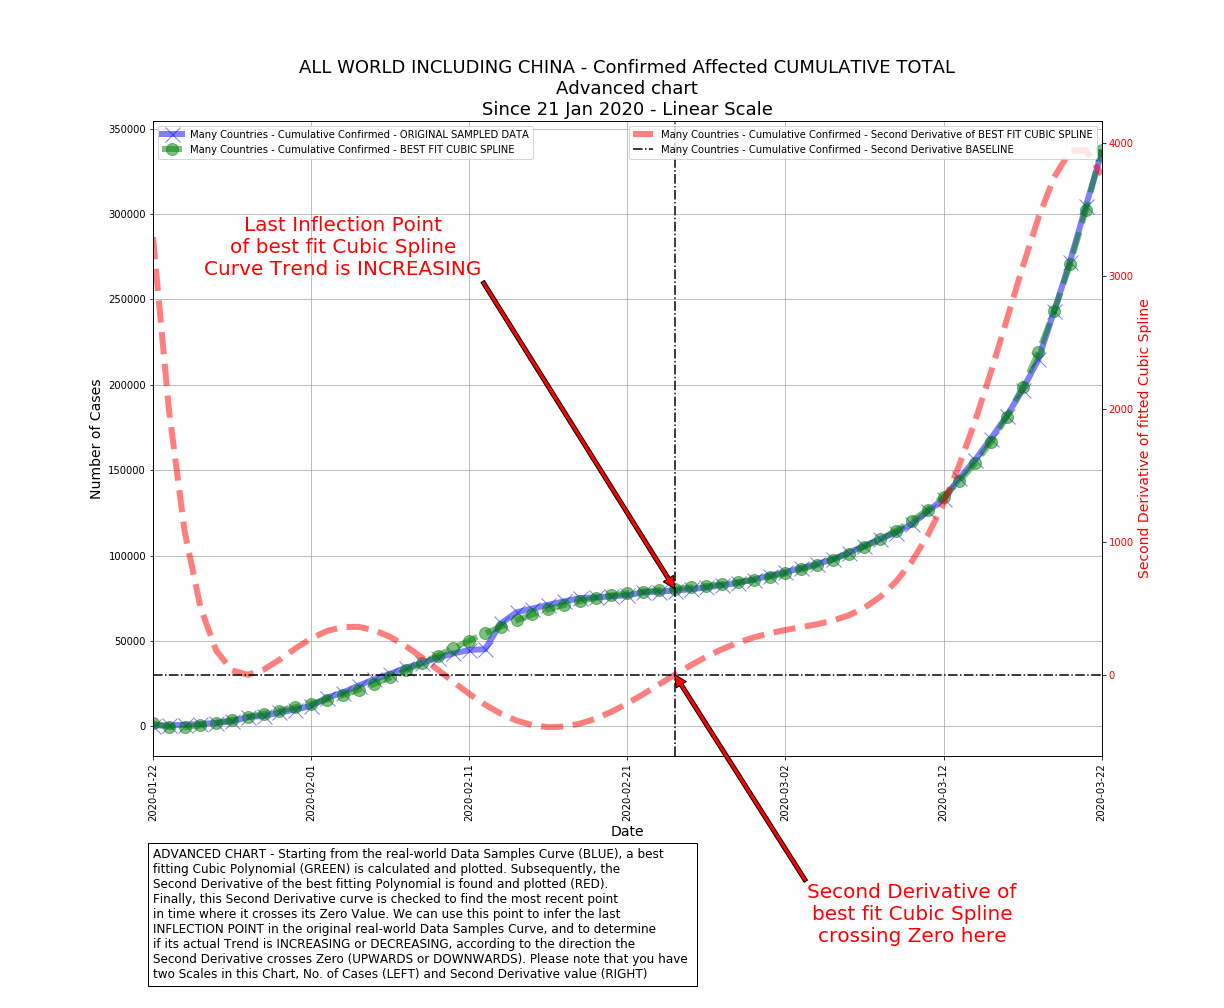 ALL WORLD INCLUDING CHINA - Confirmed Affected CUMULATIVE TOTAL
Advanced chart
Since 21 Jan 2020 - Linear Scale
Many Countries - Cumulative Confirmed - ORIGINAL SAMPLED DATA
Many Countries - Cumulative Confirmed - BEST FIT CUBIC SPLINE
Many Countries - Cumulative Confirmed - Second Derivative of BEST FIT CUBIC SPLINE
Many Countries - Cumulative Confirmed - Second Derivative BASELINE
Last Inflection Point
of best fit Cubic Spline
Curve Trend is INCREASING
Number of Cases
350000
300000
250000
200000
150000
100000
50000
0
Second Derivative of fitted Cubic Spline
4000
3000
2000
1000
0
2020-01-22
2020-02-01
2020-02-11
2020-02-21
2020-03-02
2020-03-12
2020-03-22
Date
Second Derivative of
best fit Cubic Spline
crossing Zero here
ADVANCED CHART - Starting from the real-world Data Samples Curve (BLUE), a best
fitting Cubic Polynomial (GREEN) is calculated and plotted. Subsequently, the
Second Derivative of the best fitting Polynomial is found and plotted (RED).
Finally, this Second Derivative curve is checked to find the most recent point
in time where it crosses its Zero Value. We can use this point to infer the last
INFLECTION POINT in the original real-world Data Samples Curve, and to determine
if its actual Trend is INCREASING or DECREASING, according to the direction the
Second Derivative crosses Zero (UPWARDS or DOWNWARDS). Please note that you have
two Scales in this Chart, No. of Cases (LEFT) and Second Derivative value (RIGHT)